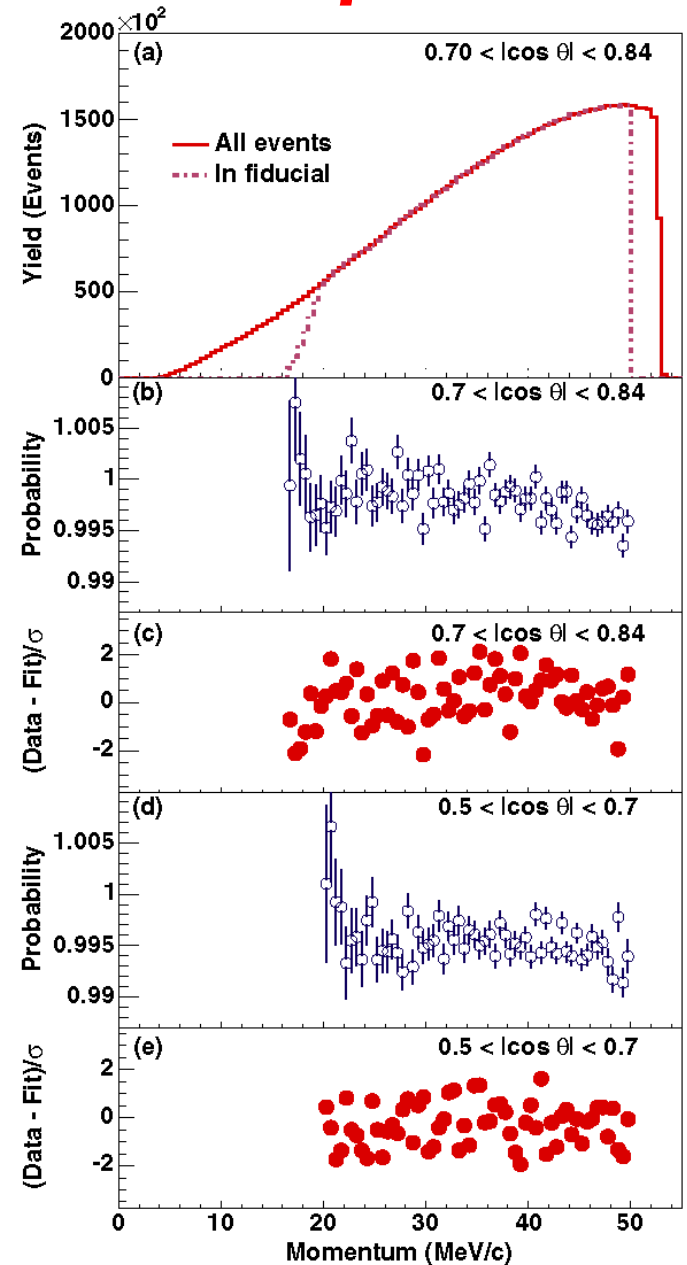 ×10²
2000
(a)
0.70 < |cos θ| < 0.84
1500
All events
In fiducial
1000
500
0
Yield (Events)
(b)
0.7 < |cos θ| < 0.84
1.005
1
0.995
0.99
Probability
(c)
0.7 < |cos θ| < 0.84
2
0
-2
(Data - Fit)/σ
(d)
0.5 < |cos θ| < 0.7
1.005
1
0.995
0.99
Probability
(e)
0.5 < |cos θ| < 0.7
2
0
-2
(Data - Fit)/σ
0 10 20 30 40 50
Momentum (MeV/c)